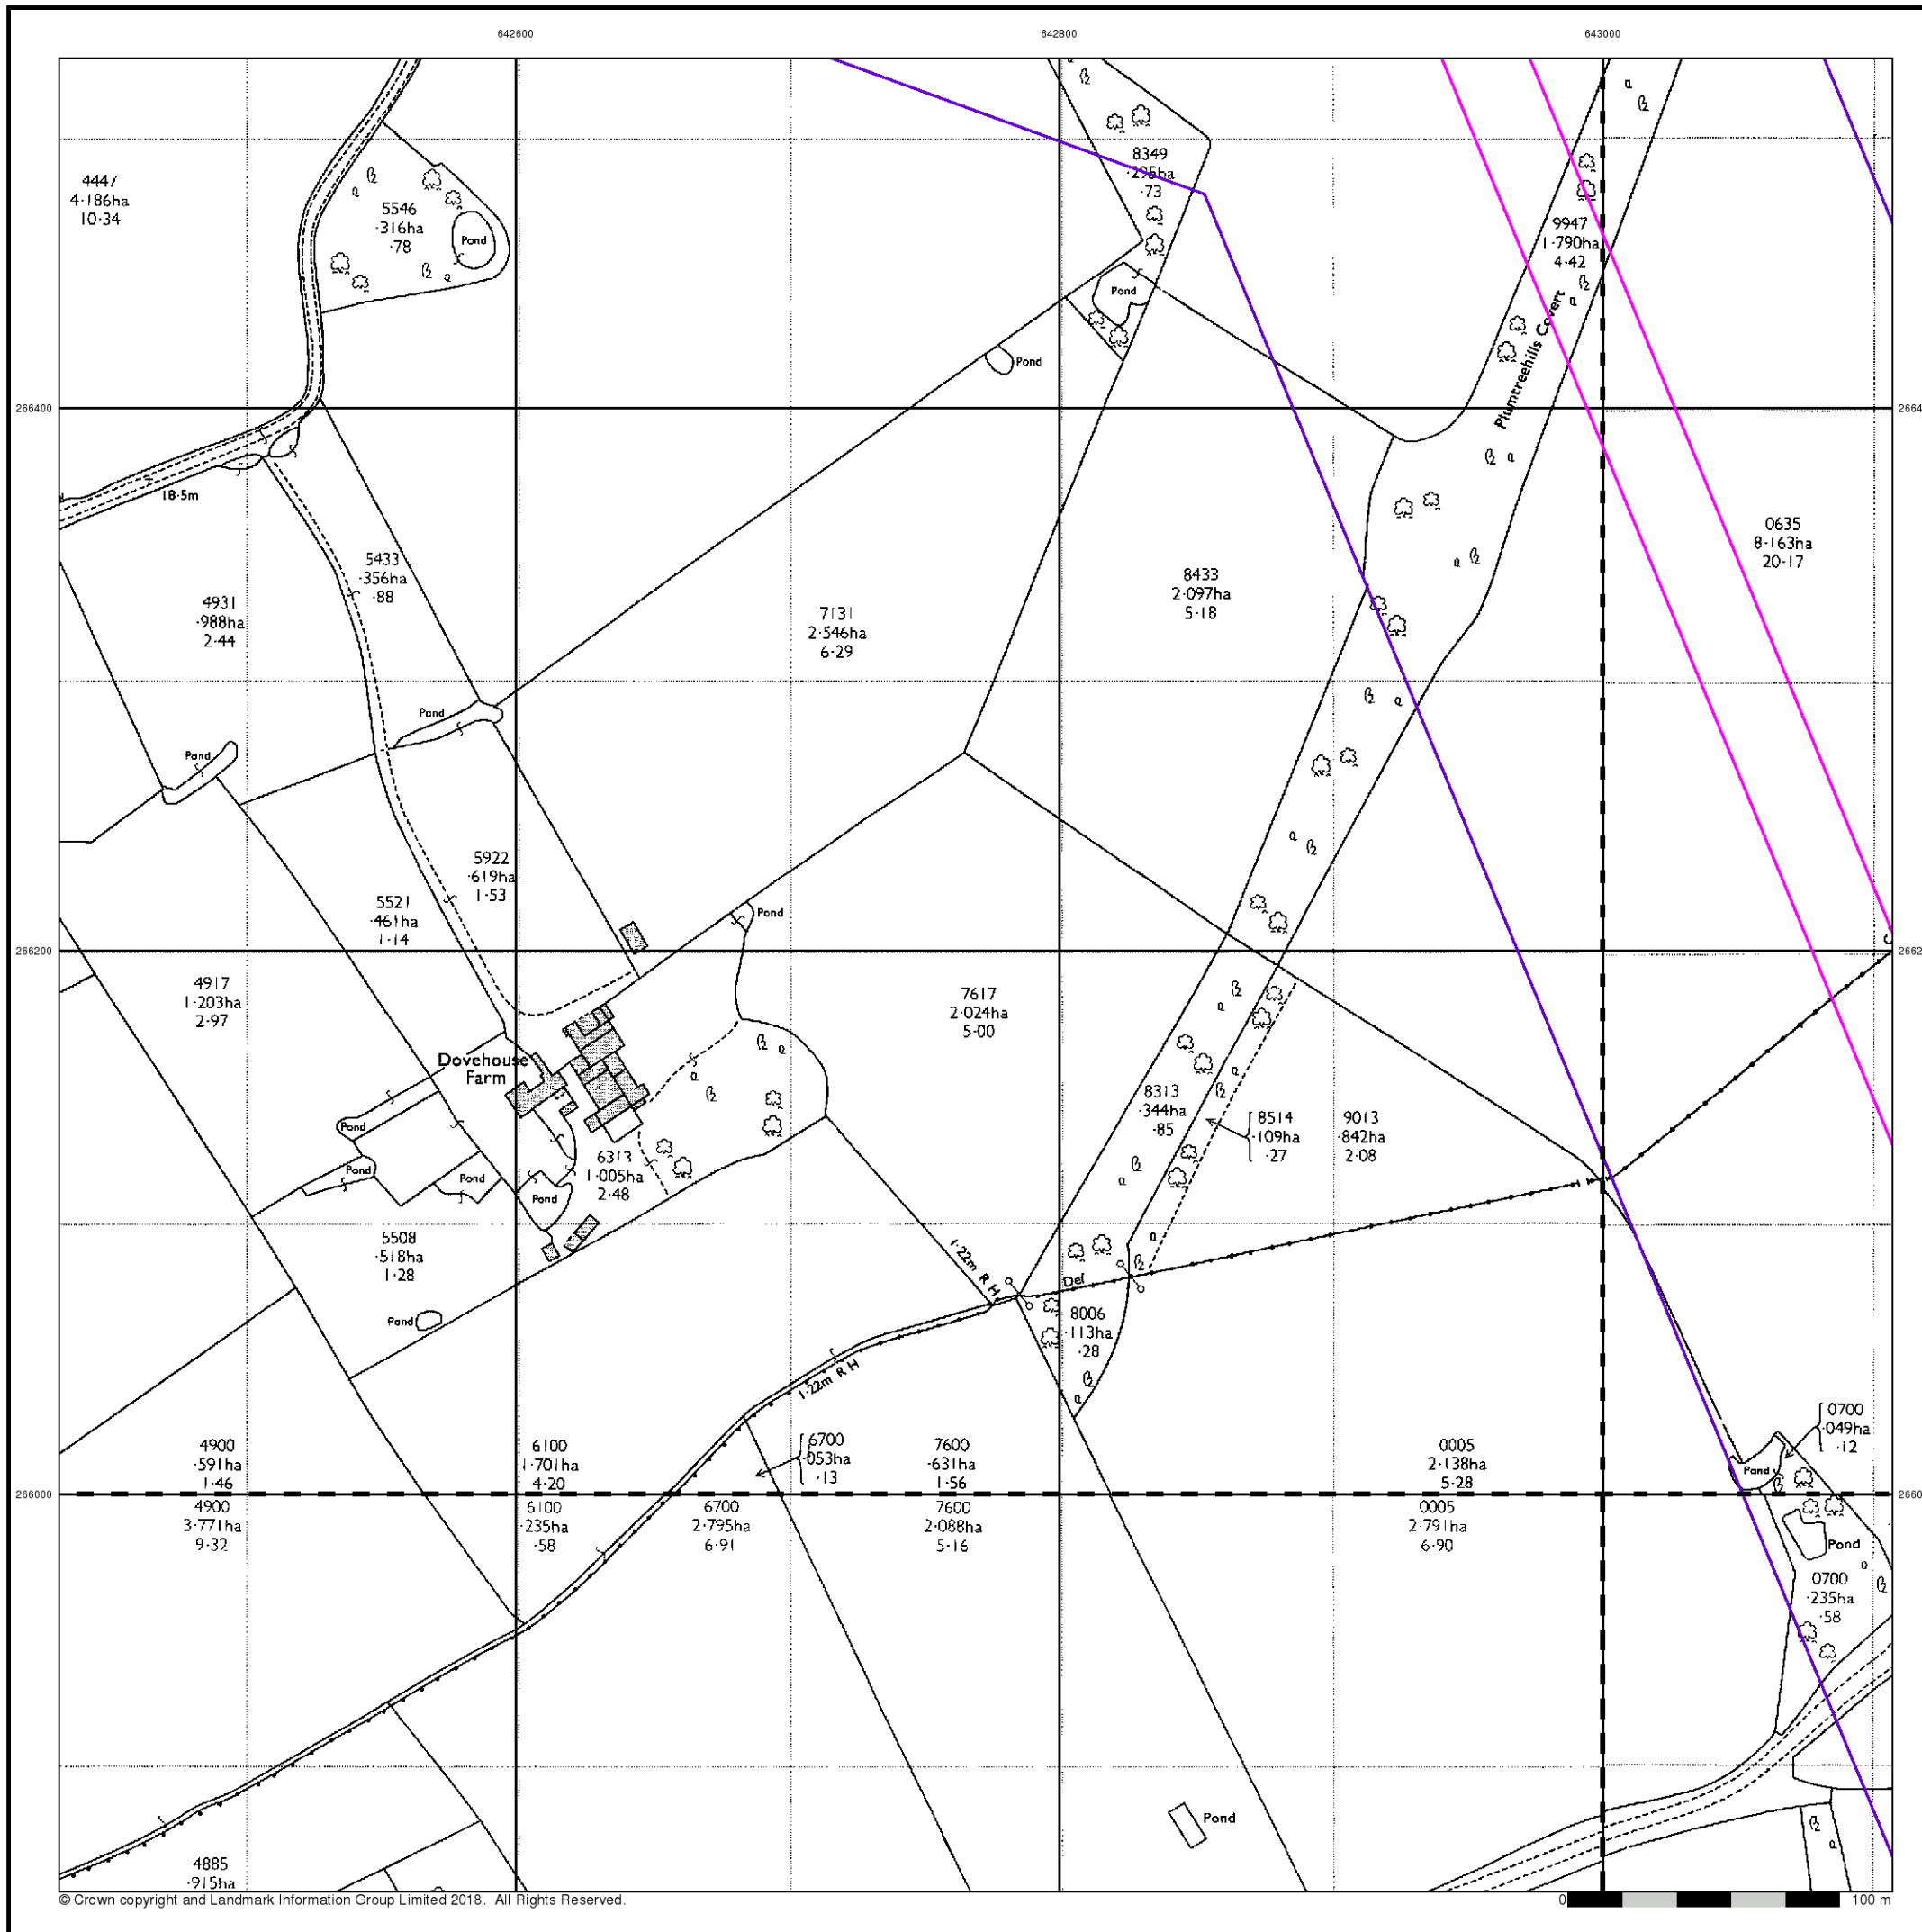 642600
642800
643000
4447
4·186ha
10·34
5546
·316ha
·78
Pond
8349
·295ha
·73
Pond
Pond
9947
1·790ha
4·42
Plumtreehills Covert
266400
2664
18·5m
5433
·356ha
·88
4931
·988ha
2·44
7131
2·546ha
6·29
8433
2·097ha
5·18
0635
8·163ha
20·17
Pond
Pond
5922
·619ha
1·53
5521
·461ha
1·14
Pond
266200
2662
4917
1·203ha
2·97
7617
2·024ha
5·00
Dovehouse
Farm
Pond
Pond
Pond
Pond
6313
1·005ha
2·48
8313
·344ha
·85
8514
·109ha
·27
9013
·842ha
2·08
5508
·518ha
1·28
Pond
1·22m R H
Def
8006
·113ha
·28
1·22m R H
4900
·591ha
1·46
6100
1·701ha
4·20
6700
·053ha
·13
7600
·631ha
1·56
0005
2·138ha
5·28
0700
·049ha
·12
Pond
266000
2660
4900
3·771ha
9·32
6100
·235ha
·58
6700
2·795ha
6·91
7600
2·088ha
5·16
0005
2·791ha
6·90
Pond
0700
·235ha
·58
Pond
4885
·915ha
© Crown copyright and Landmark Information Group Limited 2018. All Rights Reserved.
0
100 m